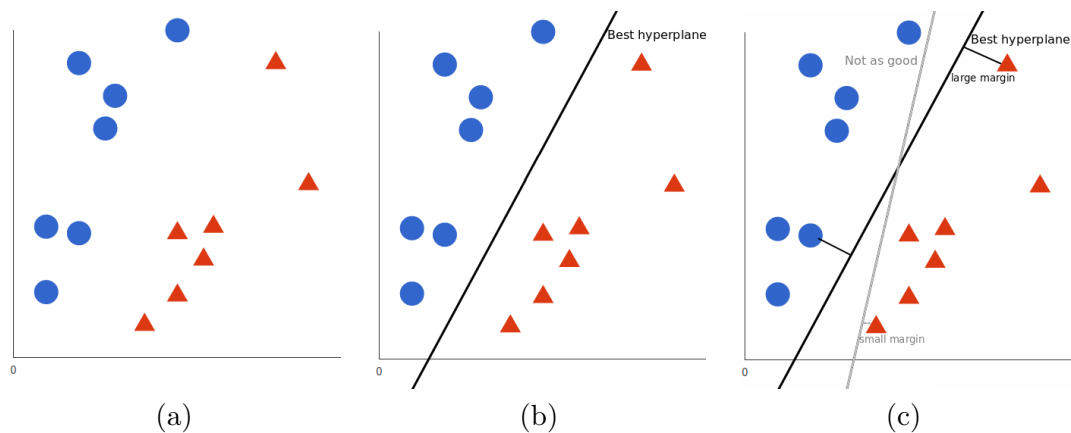 Best hyperplane
Best hyperplane
Not as good
large margin
small margin
0
0
0
(a)
(b)
(c)